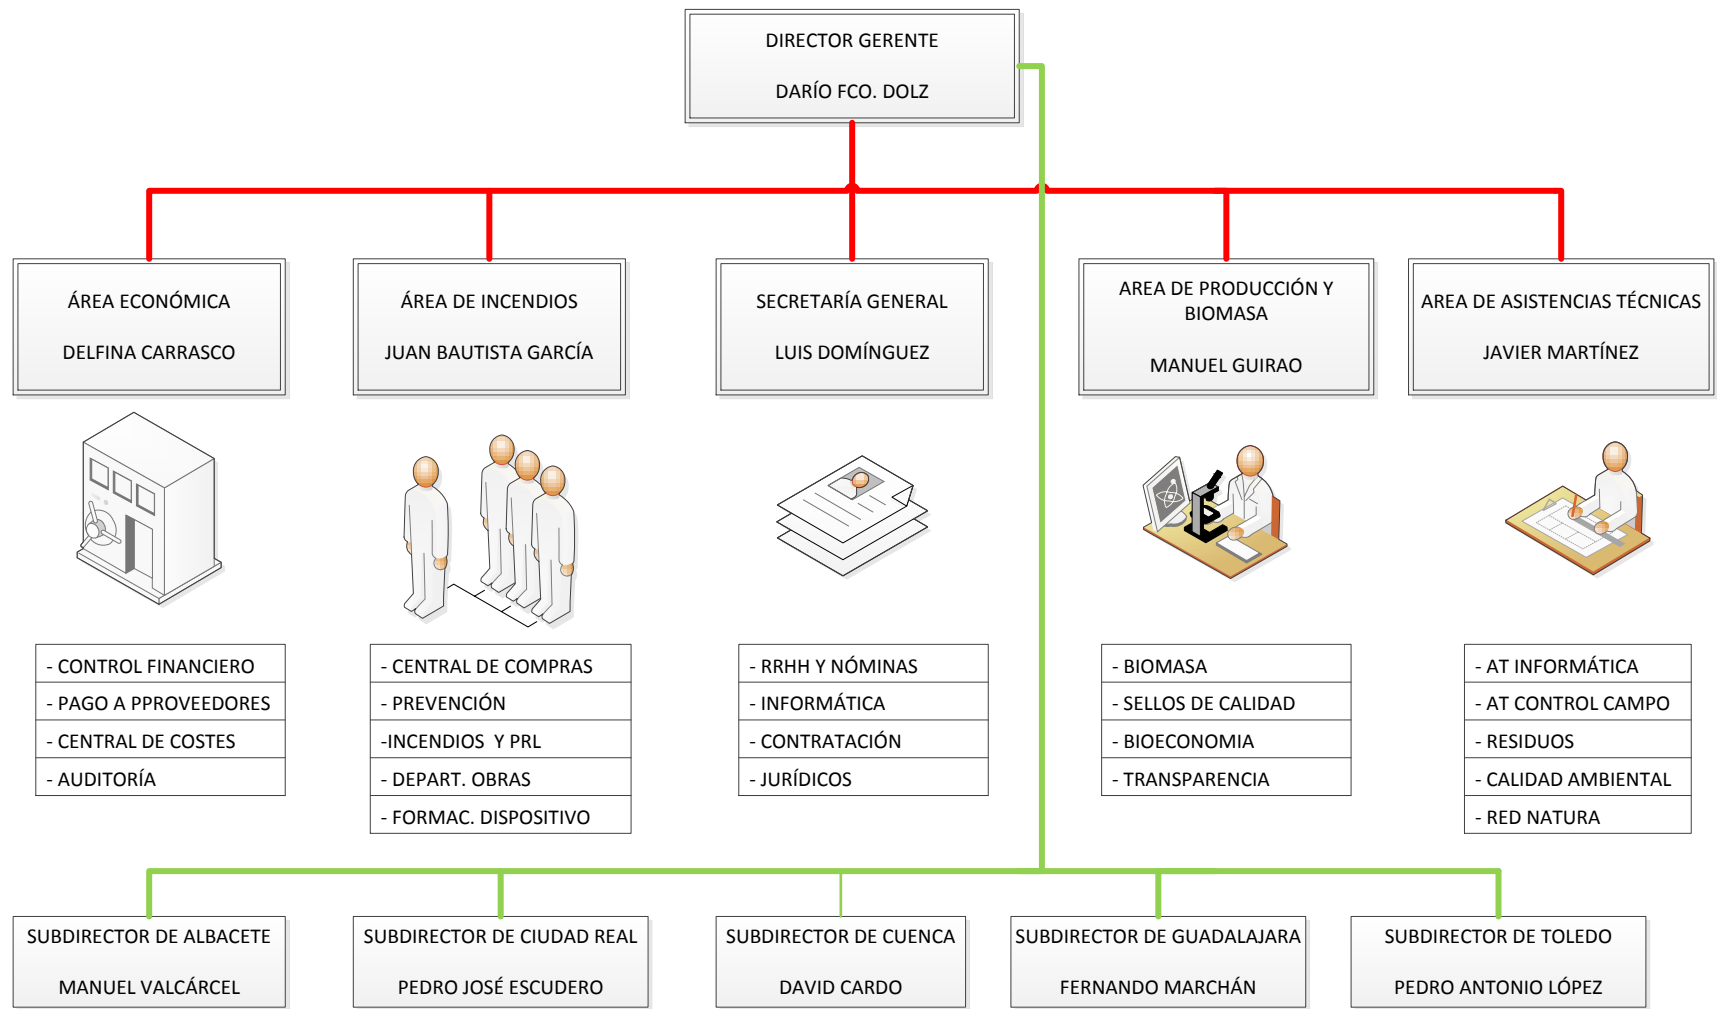 DIRECTOR GERENTE
DARÍO FCO. DOLZ
ÁREA ECONÓMICA
DELFINA CARRASCO
ÁREA DE INCENDIOS
JUAN BAUTISTA GARCÍA
SECRETARÍA GENERAL
LUIS DOMÍNGUEZ
AREA DE PRODUCCIÓN Y
BIOMASA
MANUEL GUIRAO
AREA DE ASISTENCIAS TÉCNICAS
JAVIER MARTÍNEZ
- CONTROL FINANCIERO
- PAGO A PPROVEEDORES
- CENTRAL DE COSTES
- AUDITORÍA
- CENTRAL DE COMPRAS
- PREVENCIÓN
-INCENDIOS  Y PRL
- DEPART. OBRAS
- FORMAC. DISPOSITIVO
- RRHH Y NÓMINAS
- INFORMÁTICA
- CONTRATACIÓN
- JURÍDICOS
- BIOMASA
- SELLOS DE CALIDAD
- BIOECONOMIA
- TRANSPARENCIA
- AT INFORMÁTICA
- AT CONTROL CAMPO
- RESIDUOS
- CALIDAD AMBIENTAL
- RED NATURA
SUBDIRECTOR DE ALBACETE
MANUEL VALCÁRCEL
SUBDIRECTOR DE CIUDAD REAL
PEDRO JOSÉ ESCUDERO
SUBDIRECTOR DE CUENCA
DAVID CARDO
SUBDIRECTOR DE GUADALAJARA
FERNANDO MARCHÁN
SUBDIRECTOR DE TOLEDO
PEDRO ANTONIO LÓPEZ